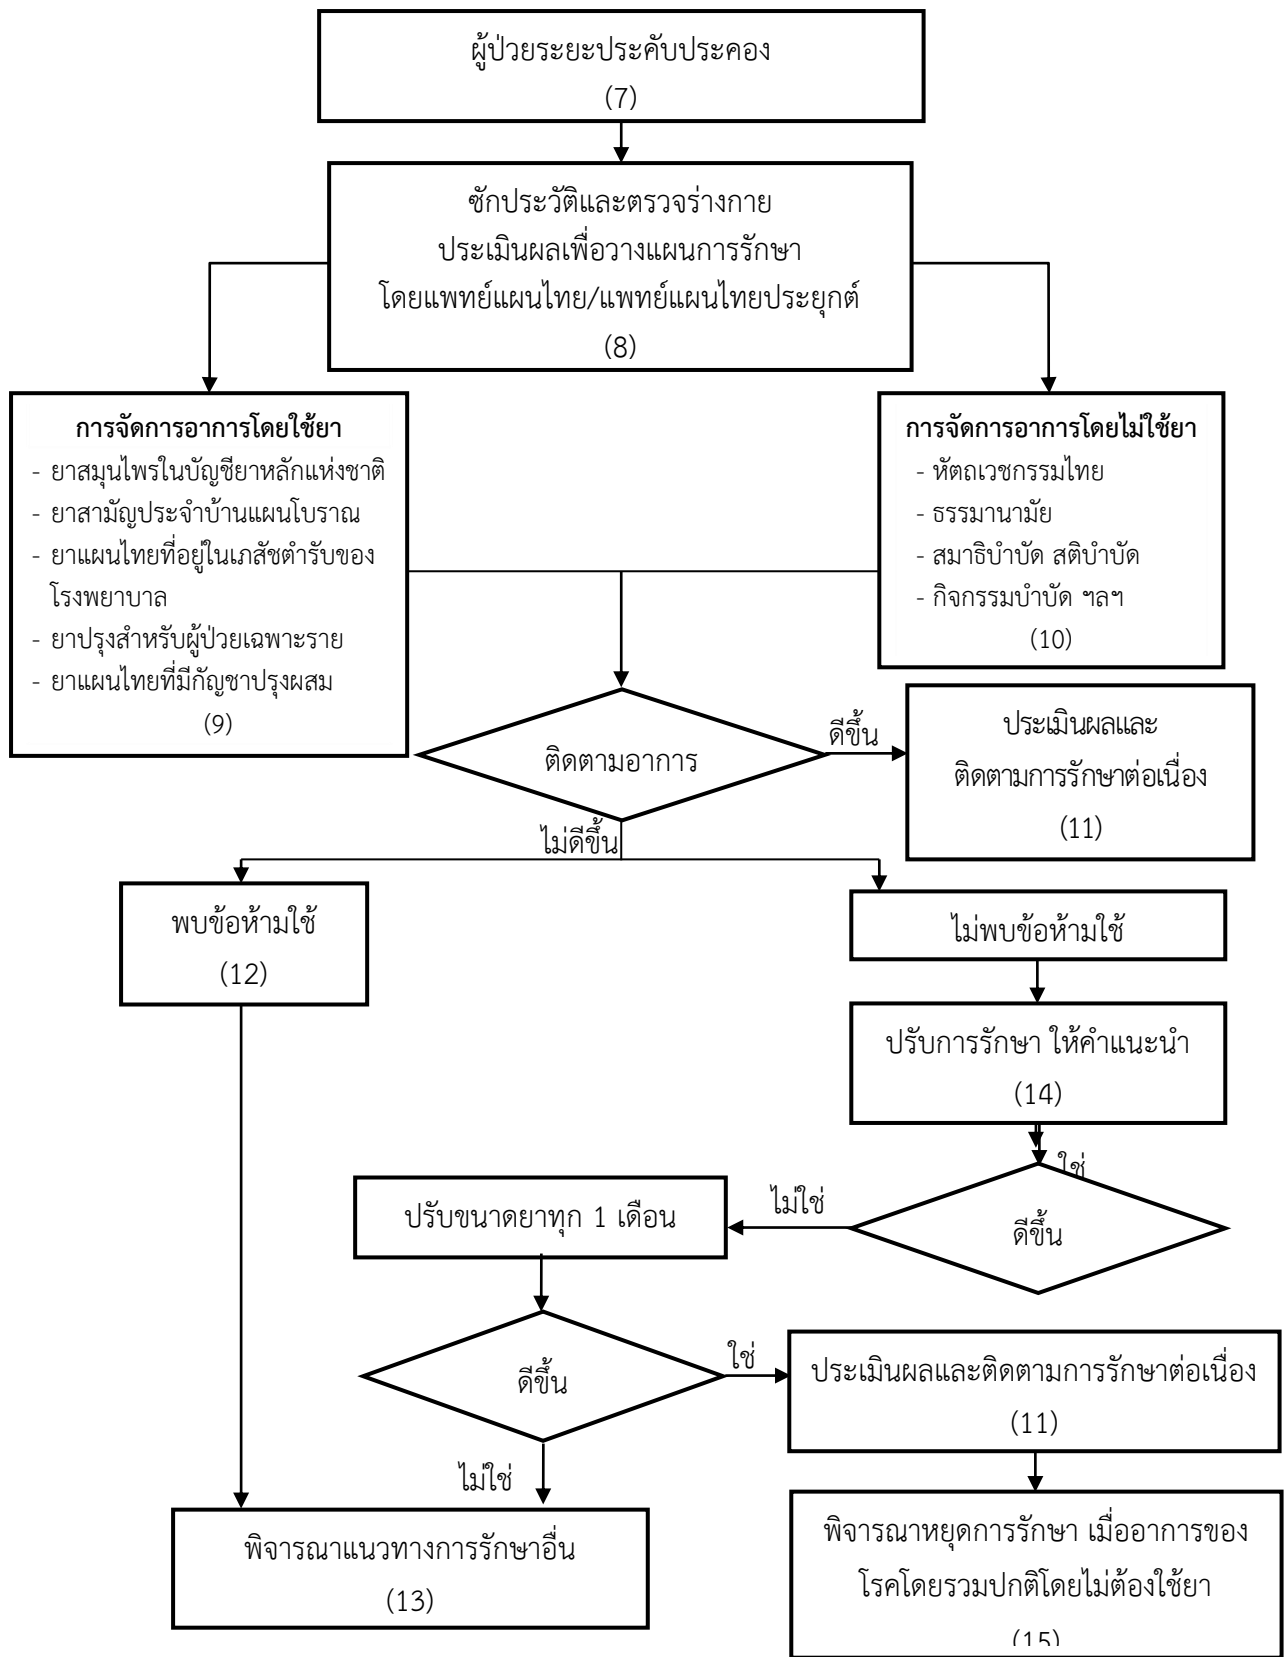 ผู้ป่วยระยะประคับประคอง
(7)
ซักประวัติและตรวจร่างกาย
ประเมินผลเพื่อวางแผนการรักษา
โดยแพทย์แผนไทย/แพทย์แผนไทยประยุกต์
(8)
การจัดการอาการโดยใช้ยา
- ยาสมุนไพรในบัญชียาหลักแห่งชาติ
- ยาสามัญประจำบ้านแผนโบราณ
- ยาแผนไทยที่อยู่ในเภสัชตำรับของ
โรงพยาบาล
- ยาปรุงสำหรับผู้ป่วยเฉพาะราย
- ยาแผนไทยที่มีกัญชาปรุงผสม
(9)
การจัดการอาการโดยไม่ใช้ยา
- หัตถเวชกรรมไทย
- ธรรมานามัย
- สมาธิบำบัด สติบำบัด
- กิจกรรมบำบัด ฯลฯ
(10)
ติดตามอาการ
ดีขึ้น
ประเมินผลและ
ติดตามการรักษาต่อเนื่อง
(11)
ไม่ดีขึ้น
พบข้อห้ามใช้
(12)
ไม่พบข้อห้ามใช้
ปรับการรักษา ให้คำแนะนำ
(14)
ใช่
ดีขึ้น
ไม่ใช่
ปรับขนาดยาทุก 1 เดือน
ดีขึ้น
ใช่
ประเมินผลและติดตามการรักษาต่อเนื่อง
(11)
ไม่ใช่
พิจารณาแนวทางการรักษาอื่น
(13)
พิจารณาหยุดการรักษา เมื่ออาการของ
โรคโดยรวมปกติโดยไม่ต้องใช้ยา
(15)